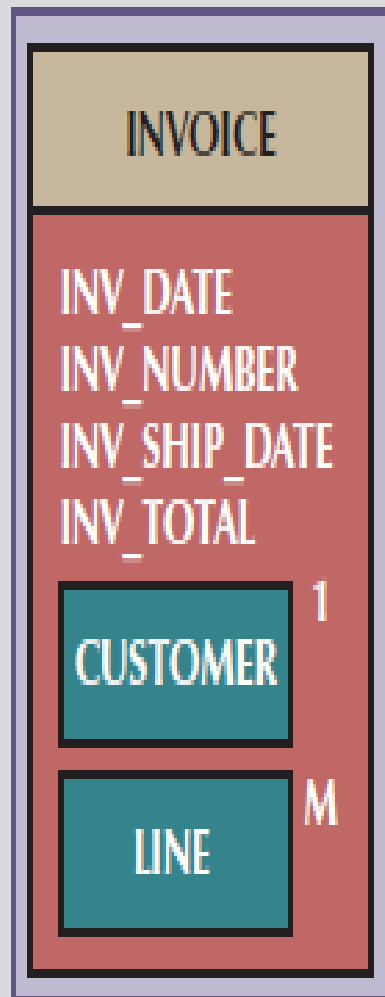 INVOICE
INV_DATE
INV_NUMBER
INV_SHIP_DATE
INV_TOTAL
1
CUSTOMER
M
LINE